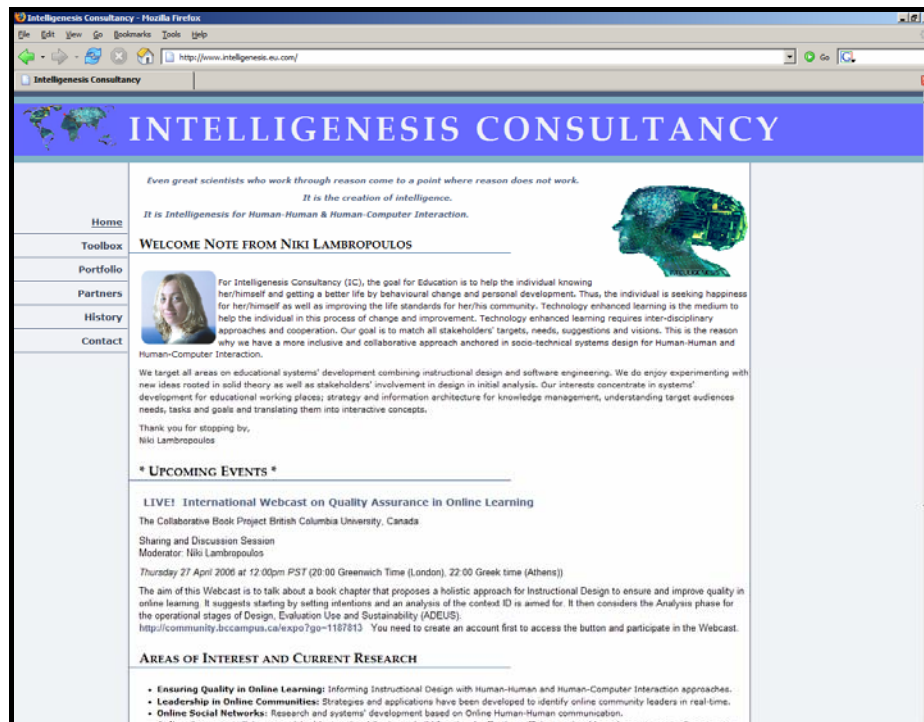 Intelligenesis Consultancy - Mozilla Firefox
File Edit View Go Bookmarks Tools Help
http://www.intelligenesis.eu.com/
Go
Intelligenesis Consultancy
INTELLIGENESIS CONSULTANCY
Even great scientists who work through reason come to a point where reason does not work.
It is the creation of intelligence.
It is Intelligenesis for Human-Human & Human-Computer Interaction.
Home
Toolbox
Portfolio
Partners
History
Contact
WELCOME NOTE FROM NIKI LAMBROPOULOS
For Intelligenesis Consultancy (IC), the goal for Education is to help the individual knowing
her/himself and getting a better life by behavioural change and personal development. Thus, the individual is seeking happiness
for her/himself as well as improving the life standards for her/his community. Technology enhanced learning is the medium to
help the individual in this process of change and improvement. Technology enhanced learning requires inter-disciplinary
approaches and cooperation. Our goal is to match all stakeholders' targets, needs, suggestions and visions. This is the reason
why we have a more inclusive and collaborative approach anchored in socio-technical systems design for Human-Human and
Human-Computer Interaction.
We target all areas on educational systems' development combining instructional design and software engineering. We do enjoy experimenting with
new ideas rooted in solid theory as well as stakeholders' involvement in design in initial analysis. Our interests concentrate in systems'
development for educational working places; strategy and information architecture for knowledge management, understanding target audiences
needs, tasks and goals and translating them into interactive concepts.
Thank you for stopping by,
Niki Lambropoulos
* UPCOMING EVENTS *
LIVE! International Webcast on Quality Assurance in Online Learning
The Collaborative Book Project British Columbia University, Canada
Sharing and Discussion Session
Moderator: Niki Lambropoulos
Thursday 27 April 2006 at 12:00pm PST (20:00 Greenwich Time (London), 22:00 Greek time (Athens))
The aim of this Webcast is to talk about a book chapter that proposes a holistic approach for Instructional Design to ensure and improve quality in
online learning. It suggests starting by setting intentions and an analysis of the context ID is aimed for. It then considers the Analysis phase for
the operational stages of Design, Evaluation Use and Sustainability (ADEUS).
http://community.bccampus.ca/expo?go=1187813 You need to create an account first to access the button and participate in the Webcast.
AREAS OF INTEREST AND CURRENT RESEARCH
• Ensuring Quality in Online Learning: Informing Instructional Design with Human-Human and Human-Computer Interaction approaches.
• Leadership in Online Communities: Strategies and applications have been developed to identify online community leaders in real-time.
• Online Social Networks: Research and systems' development based on Online Human-Human communication.